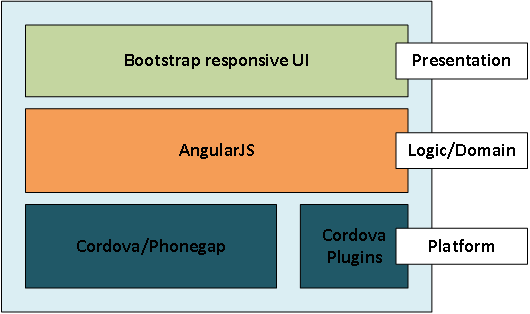 Bootstrap responsive UI
Presentation
AngularJS
Logic/Domain
Cordova/Phonegap
Cordova
Plugins
Platform